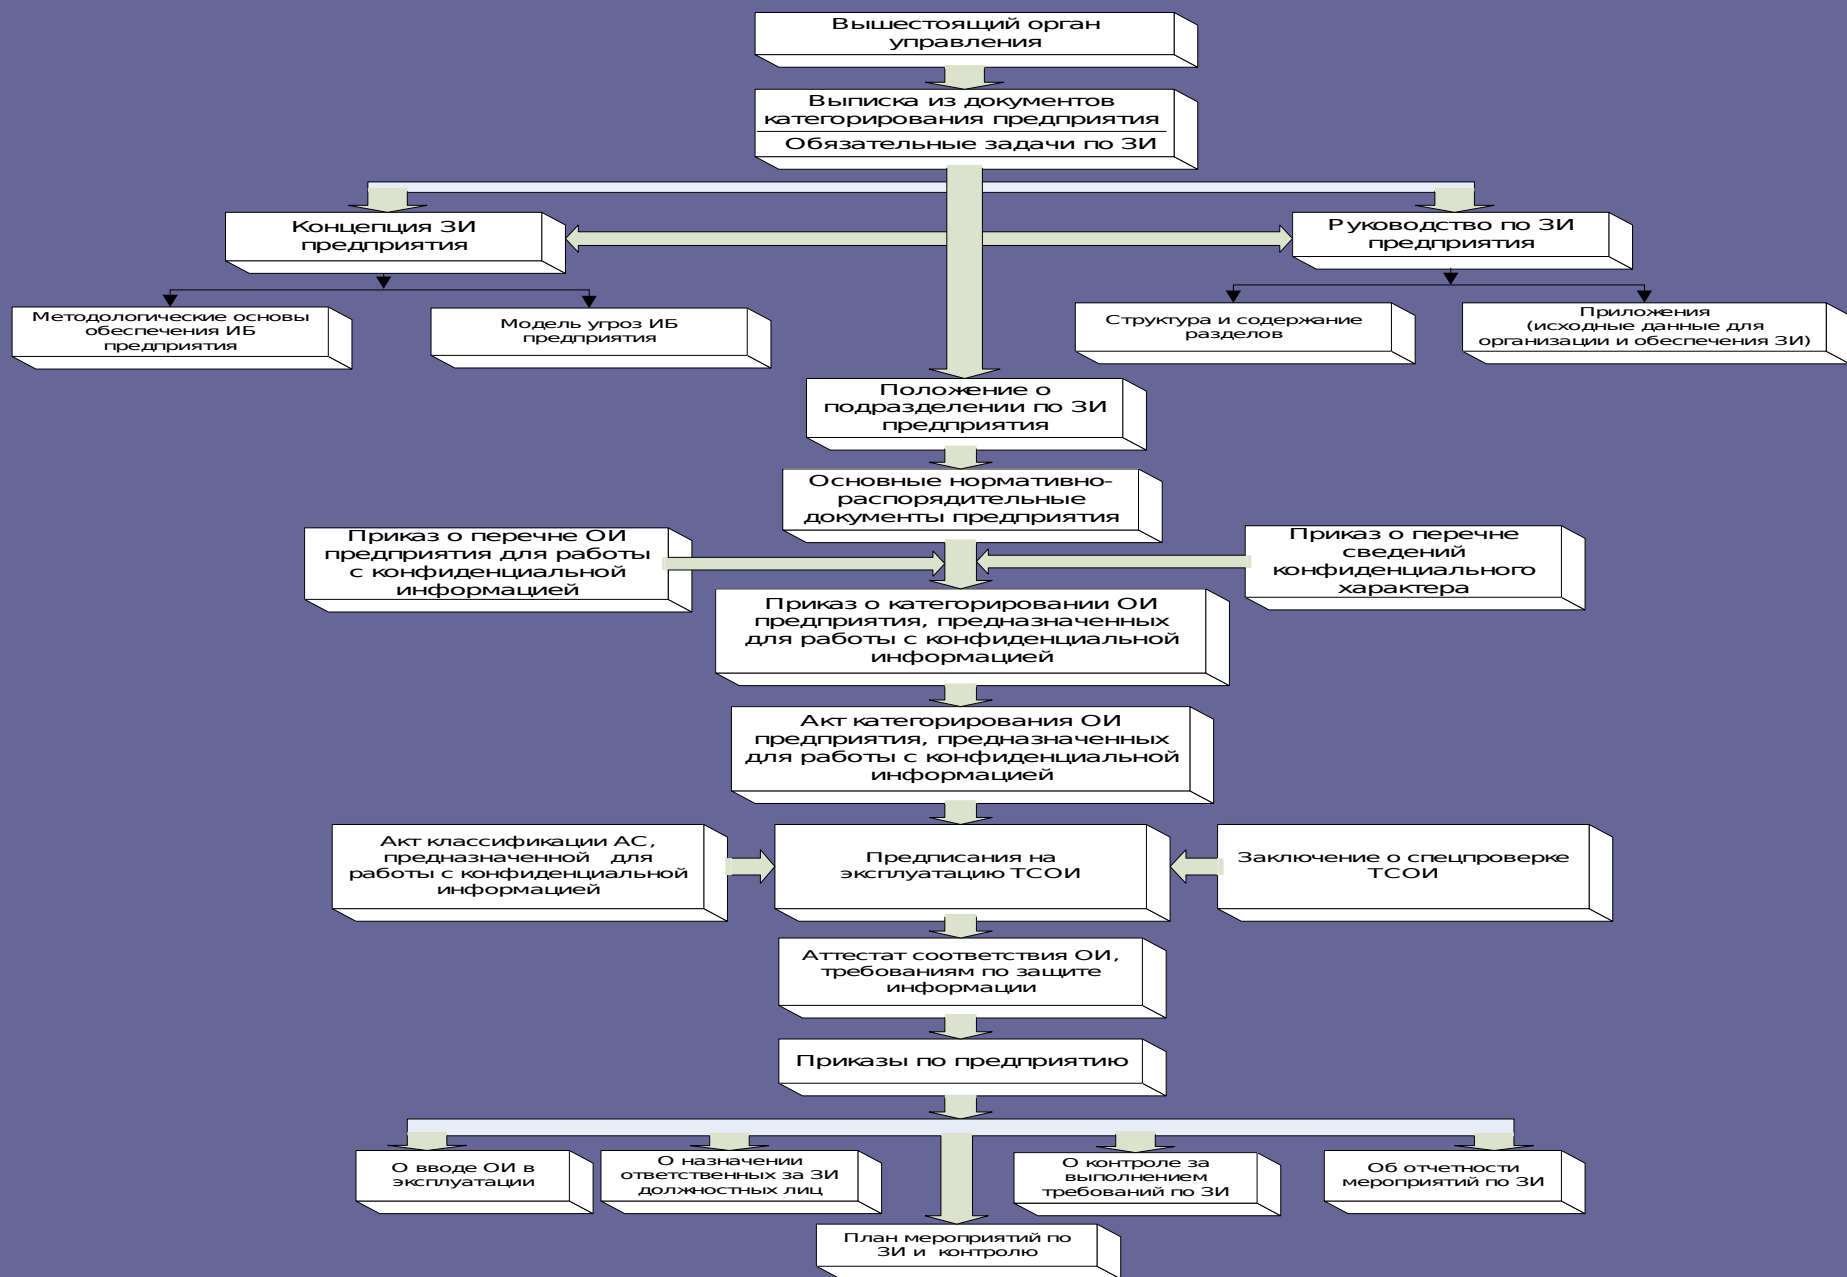 Вышестоящий орган
управления
Выписка из документов
категорирования предприятия
Обязательные задачи по ЗИ
Концепция ЗИ
предприятия
Руководство по ЗИ
предприятия
Методологические основы
обеспечения ИБ
предприятия
Модель угроз ИБ
предприятия
Структура и содержание
разделов
Приложения
(исходные данные для
организации и обеспечения ЗИ)
Положение о
подразделении по ЗИ
предприятия
Основные нормативно-
распорядительные
документы предприятия
Приказ о перечне ОИ
предприятия для работы
с конфиденциальной
информацией
Приказ о перечне
сведений
конфиденциального
характера
Приказ о категорировании ОИ
предприятия, предназначенных
для работы с конфиденциальной
информацией
Акт категорирования ОИ
предприятия, предназначенных
для работы с конфиденциальной
информацией
Акт классификации АС,
предназначенной для
работы с конфиденциальной
информацией
Предписания на
эксплуатацию ТСОИ
Заключение о спецпроверке
ТСОИ
Аттестат соответствия ОИ,
требованиям по защите
информации
Приказы по предприятию
О вводе ОИ в
эксплуатации
О назначении
ответственных за ЗИ
должностных лиц
О контроле за
выполнением
требований по ЗИ
Об отчетности
мероприятий по ЗИ
План мероприятий по
ЗИ и контролю